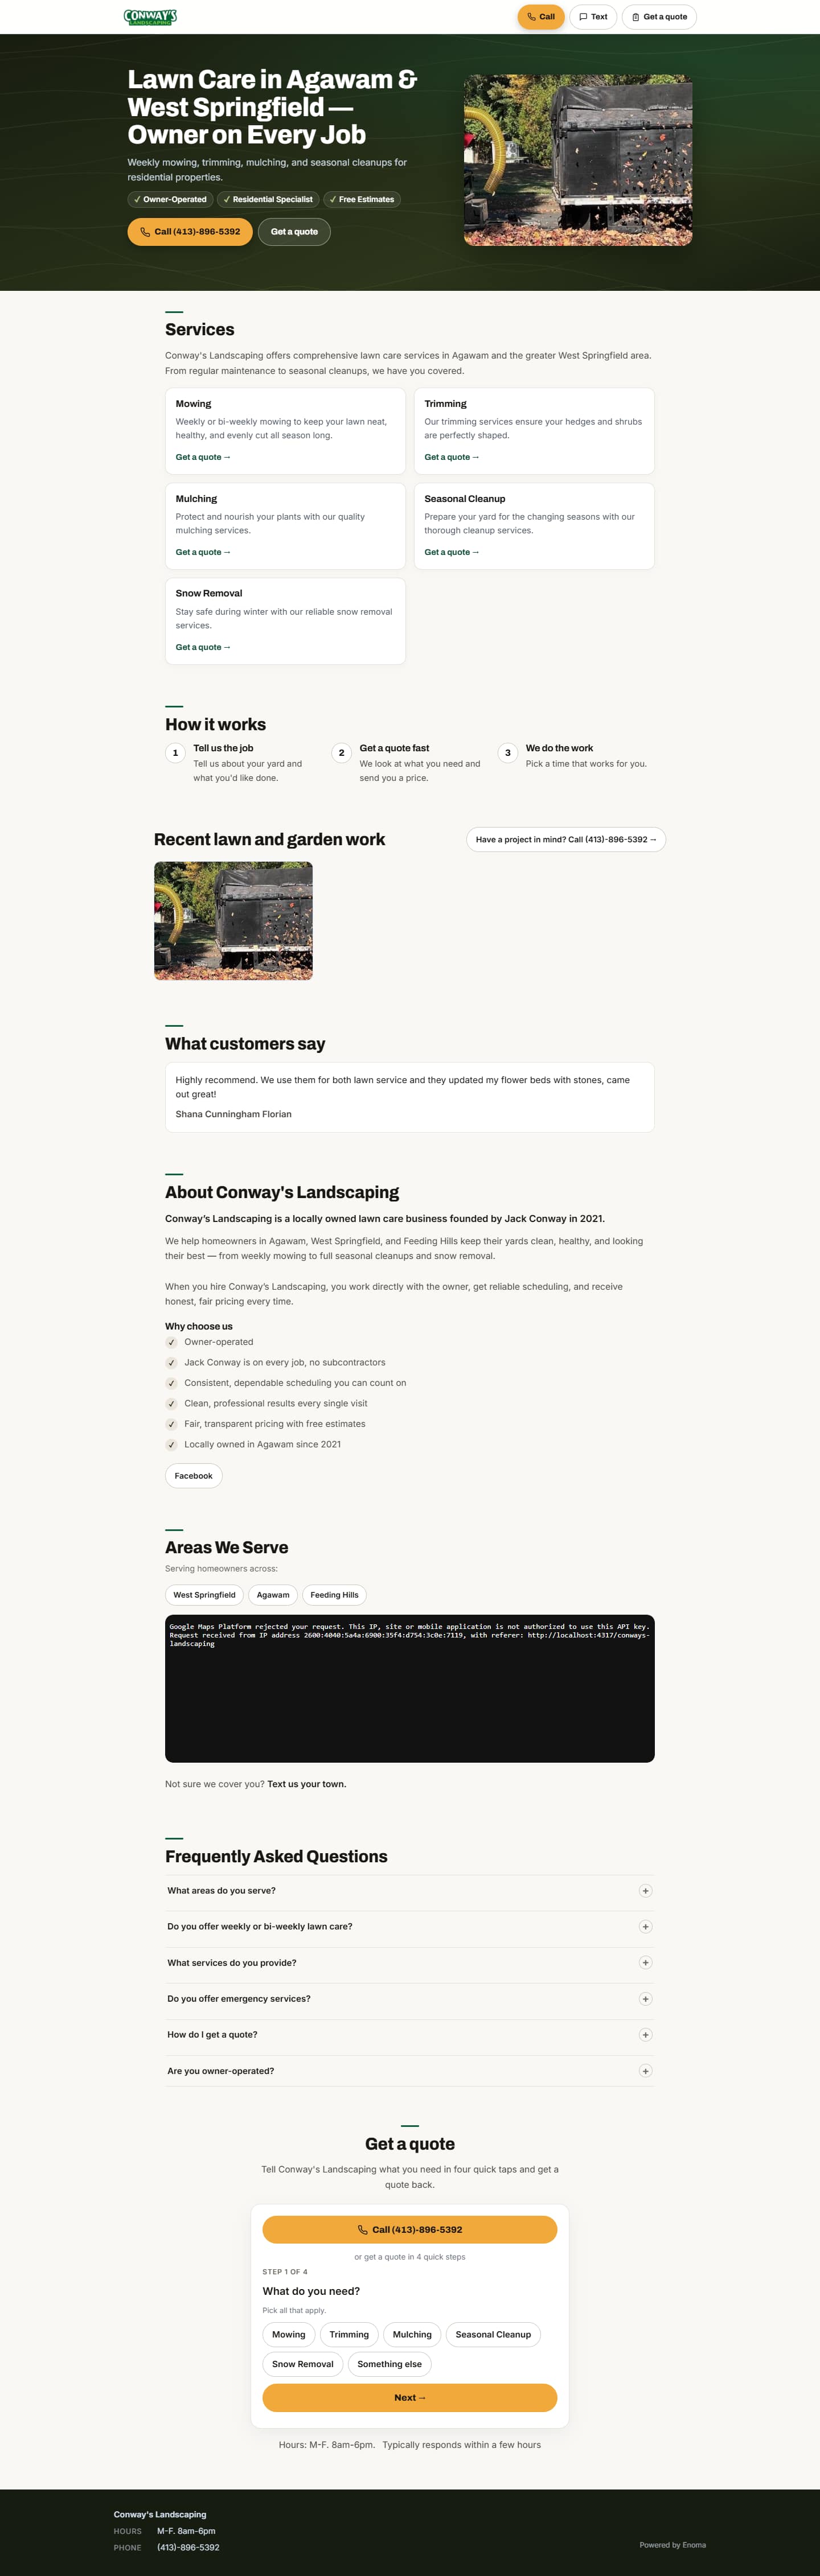 CONWAY'S
LANDSCAPING
Call
Text
Get a quote
Lawn Care in Agawam &
West Springfield —
Owner on Every Job
Weekly mowing, trimming, mulching, and seasonal cleanups for
residential properties.
✓ Owner-Operated
✓ Residential Specialist
✓ Free Estimates
Call (413)-896-5392
Get a quote
Services
Conway's Landscaping offers comprehensive lawn care services in Agawam and the greater West Springfield area.
From regular maintenance to seasonal cleanups, we have you covered.
Mowing
Weekly or bi-weekly mowing to keep your lawn neat,
healthy, and evenly cut all season long.
Get a quote →
Trimming
Our trimming services ensure your hedges and shrubs
are perfectly shaped.
Get a quote →
Mulching
Protect and nourish your plants with our quality
mulching services.
Get a quote →
Seasonal Cleanup
Prepare your yard for the changing seasons with our
thorough cleanup services.
Get a quote →
Snow Removal
Stay safe during winter with our reliable snow removal
services.
Get a quote →
How it works
1
Tell us the job
Tell us about your yard and
what you'd like done.
2
Get a quote fast
We look at what you need and
send you a price.
3
We do the work
Pick a time that works for you.
Recent lawn and garden work
Have a project in mind? Call (413)-896-5392 →
What customers say
Highly recommend. We use them for both lawn service and they updated my flower beds with stones, came
out great!
Shana Cunningham Florian
About Conway's Landscaping
Conway's Landscaping is a locally owned lawn care business founded by Jack Conway in 2021.
We help homeowners in Agawam, West Springfield, and Feeding Hills keep their yards clean, healthy, and looking
their best — from weekly mowing to full seasonal cleanups and snow removal.
When you hire Conway's Landscaping, you work directly with the owner, get reliable scheduling, and receive
honest, fair pricing every time.
Why choose us
✓ Owner-operated
✓ Jack Conway is on every job, no subcontractors
✓ Consistent, dependable scheduling you can count on
✓ Clean, professional results every single visit
✓ Fair, transparent pricing with free estimates
✓ Locally owned in Agawam since 2021
Facebook
Areas We Serve
Serving homeowners across:
West Springfield
Agawam
Feeding Hills
Google Maps Platform rejected your request. This IP, site or mobile application is not authorized to use this API key.
Request received from IP address 2600:4040:5a4a:6900:35f4:d754:3c0e:7119, with referer: http://localhost:4317/conways-
landscaping
Not sure we cover you? Text us your town.
Frequently Asked Questions
What areas do you serve?
Do you offer weekly or bi-weekly lawn care?
What services do you provide?
Do you offer emergency services?
How do I get a quote?
Are you owner-operated?
Get a quote
Tell Conway's Landscaping what you need in four quick taps and get a
quote back.
Call (413)-896-5392
or get a quote in 4 quick steps
STEP 1 OF 4
What do you need?
Pick all that apply.
Mowing
Trimming
Mulching
Seasonal Cleanup
Snow Removal
Something else
Next →
Hours: M-F. 8am-6pm. Typically responds within a few hours
Conway's Landscaping
HOURS M-F. 8am-6pm
PHONE (413)-896-5392
Powered by Enoma